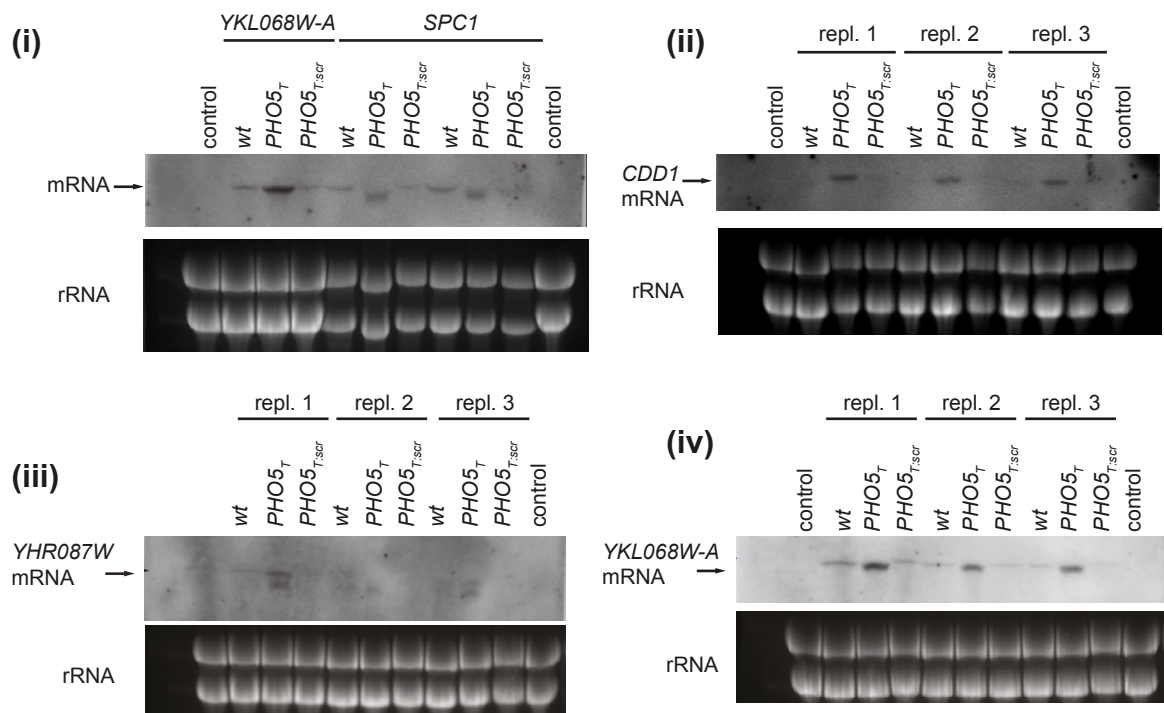 (i)
YKL068W-A SPC1
control wt PHO5T PHO5T:scr wt PHO5T PHO5T:scr wt PHO5T PHO5T:scr control
mRNA
rRNA
(ii)
repl. 1 repl. 2 repl. 3
control wt PHO5T PHO5T:scr wt PHO5T PHO5T:scr wt PHO5T PHO5T:scr control
CDD1
mRNA
rRNA
(iii)
repl. 1 repl. 2 repl. 3
wt PHO5T PHO5T:scr wt PHO5T PHO5T:scr wt PHO5T PHO5T:scr control
YHR087W
mRNA
rRNA
(iv)
repl. 1 repl. 2 repl. 3
control wt PHO5T PHO5T:scr wt PHO5T PHO5T:scr wt PHO5T PHO5T:scr control
YKL068W-A
mRNA
rRNA